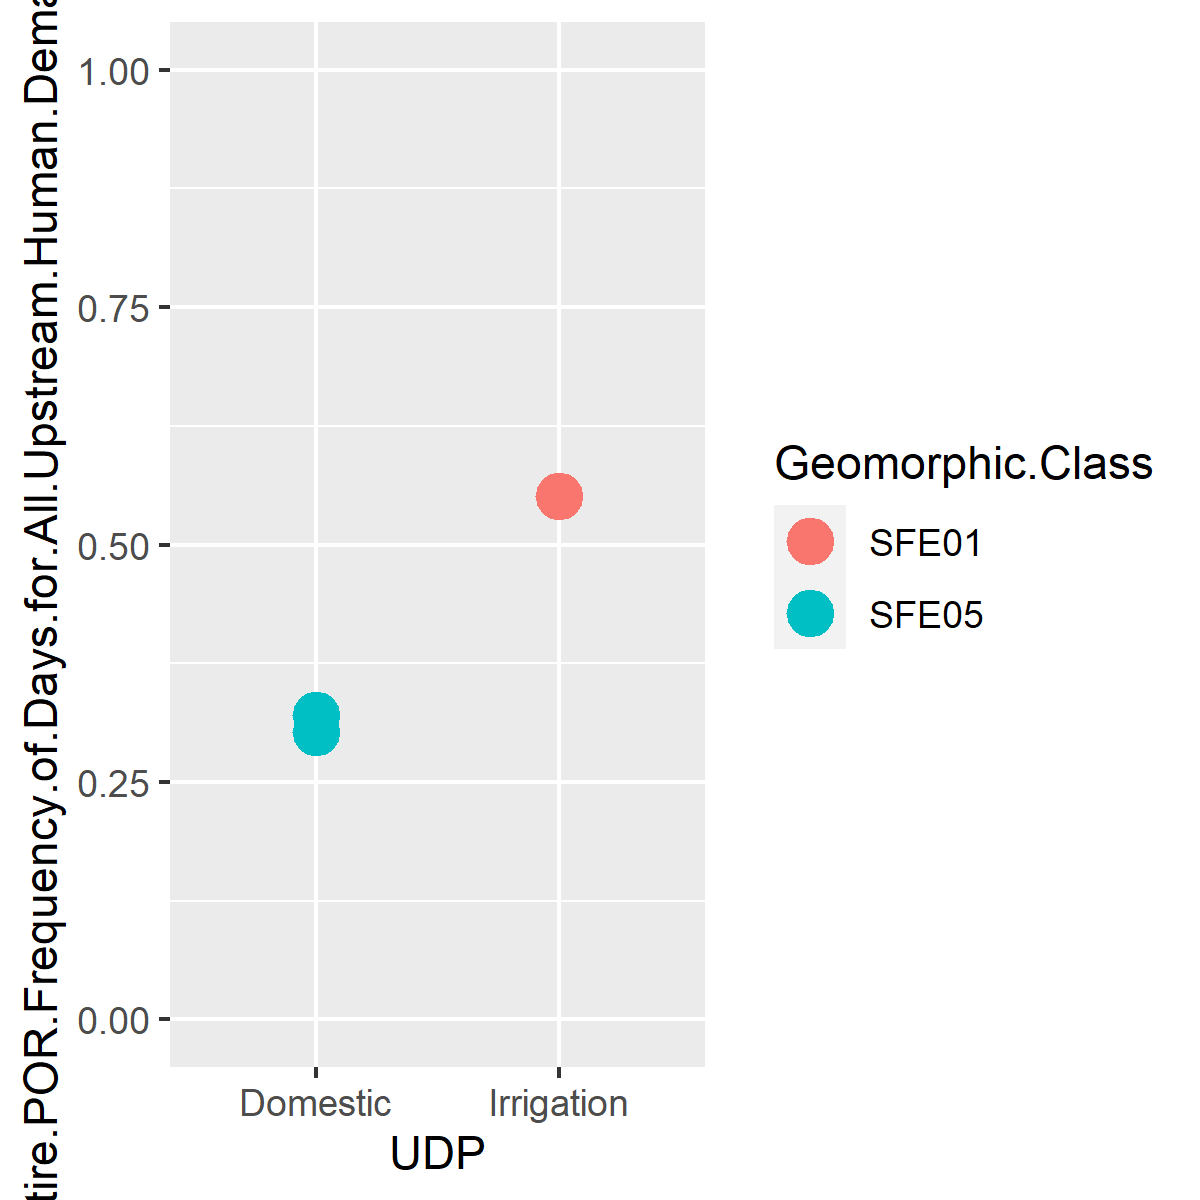 tire.POR.Frequency.of.Days.for.All.Upstream.Human.Dema
1.00
0.75
0.50
0.25
0.00
Domestic
Irrigation
UDP
Geomorphic.Class
SFE01
SFE05